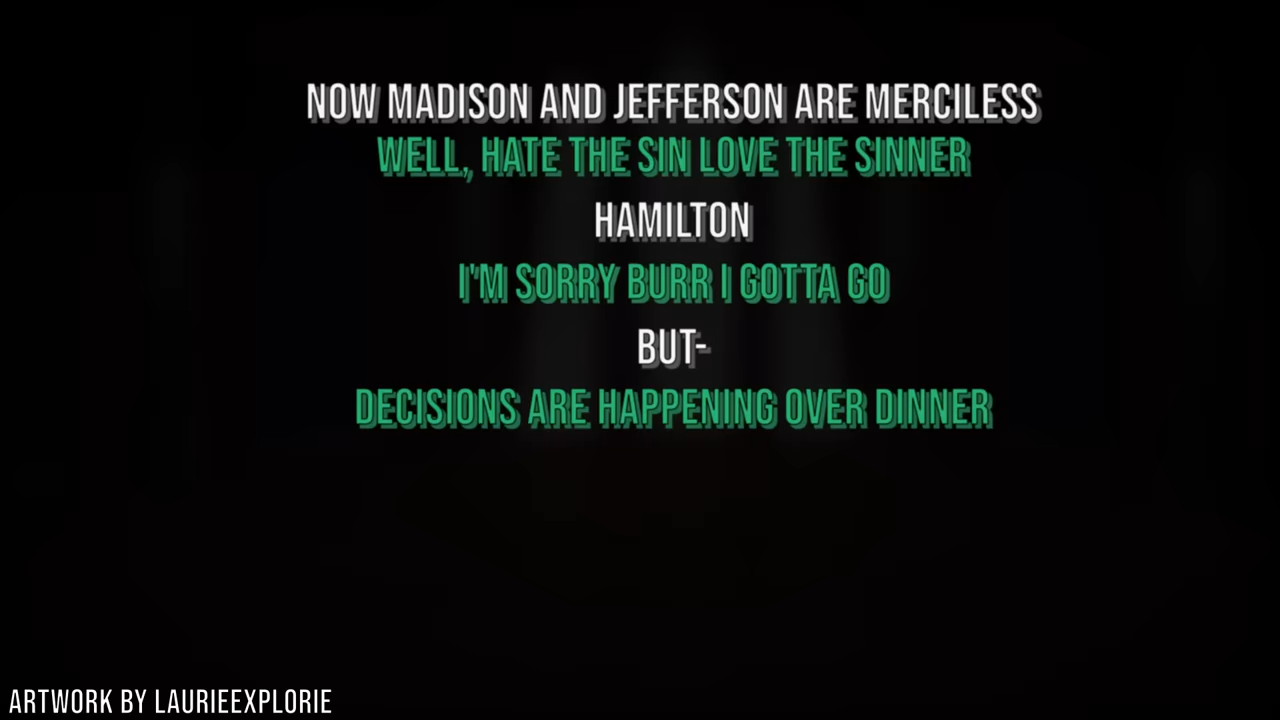 NOW MADISON AND JEFFERSON ARE MERCILESS
WELL, HATE THE SIN LOVE THE SINNER
HAMILTON
I'M SORRY BURR I GOTTA GO
BUT-
DECISIONS ARE HAPPENING OVER DINNER
ARTWORK BY LAURIEEXPLORIE